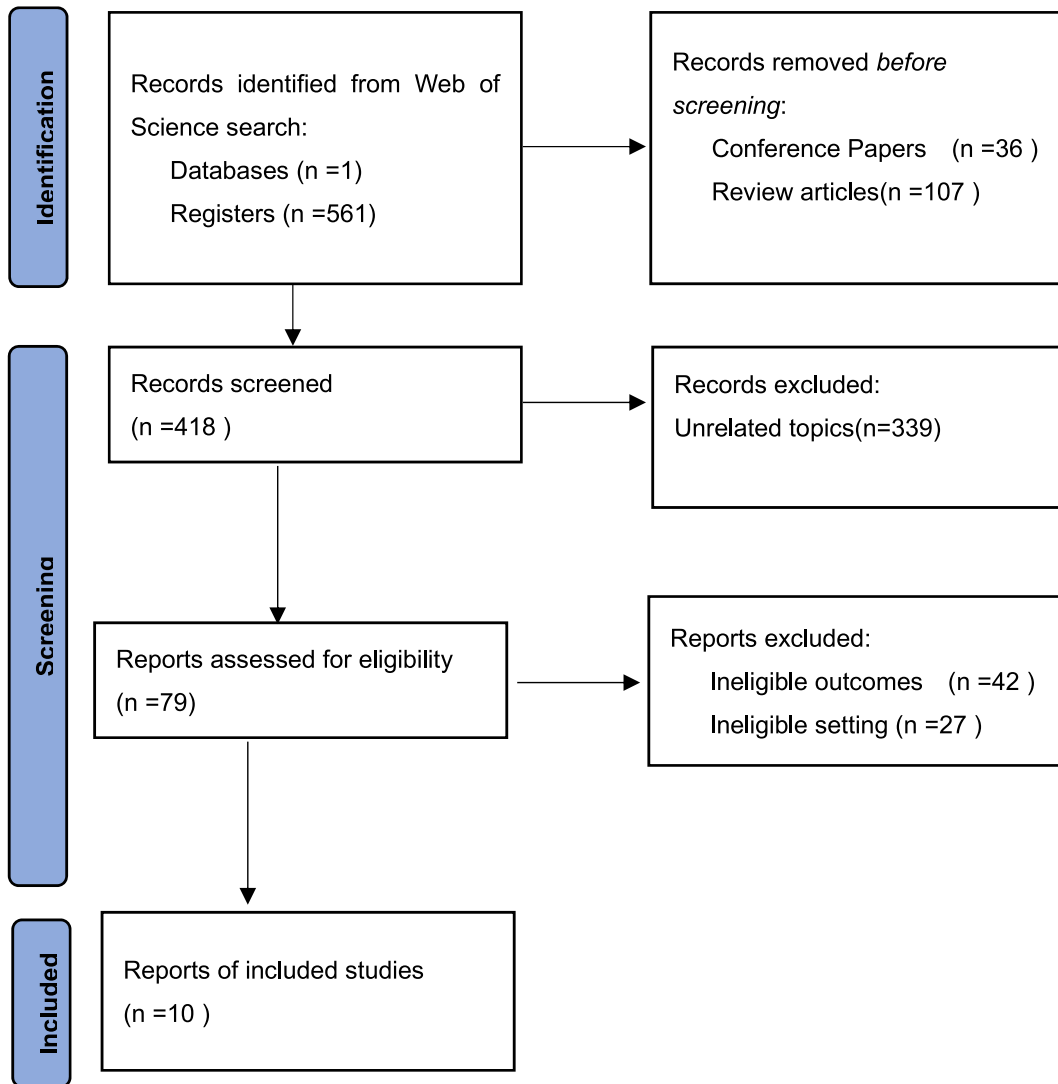 Identification
Records identified from Web of
Science search:
Databases (n =1)
Registers (n =561)
Records removed before
screening:
Conference Papers (n =36 )
Review articles(n =107 )
Screening
Records screened
(n =418 )
Records excluded:
Unrelated topics(n=339)
Reports assessed for eligibility
(n =79)
Reports excluded:
Ineligible outcomes (n =42 )
Ineligible setting (n =27 )
Included
Reports of included studies
(n =10 )